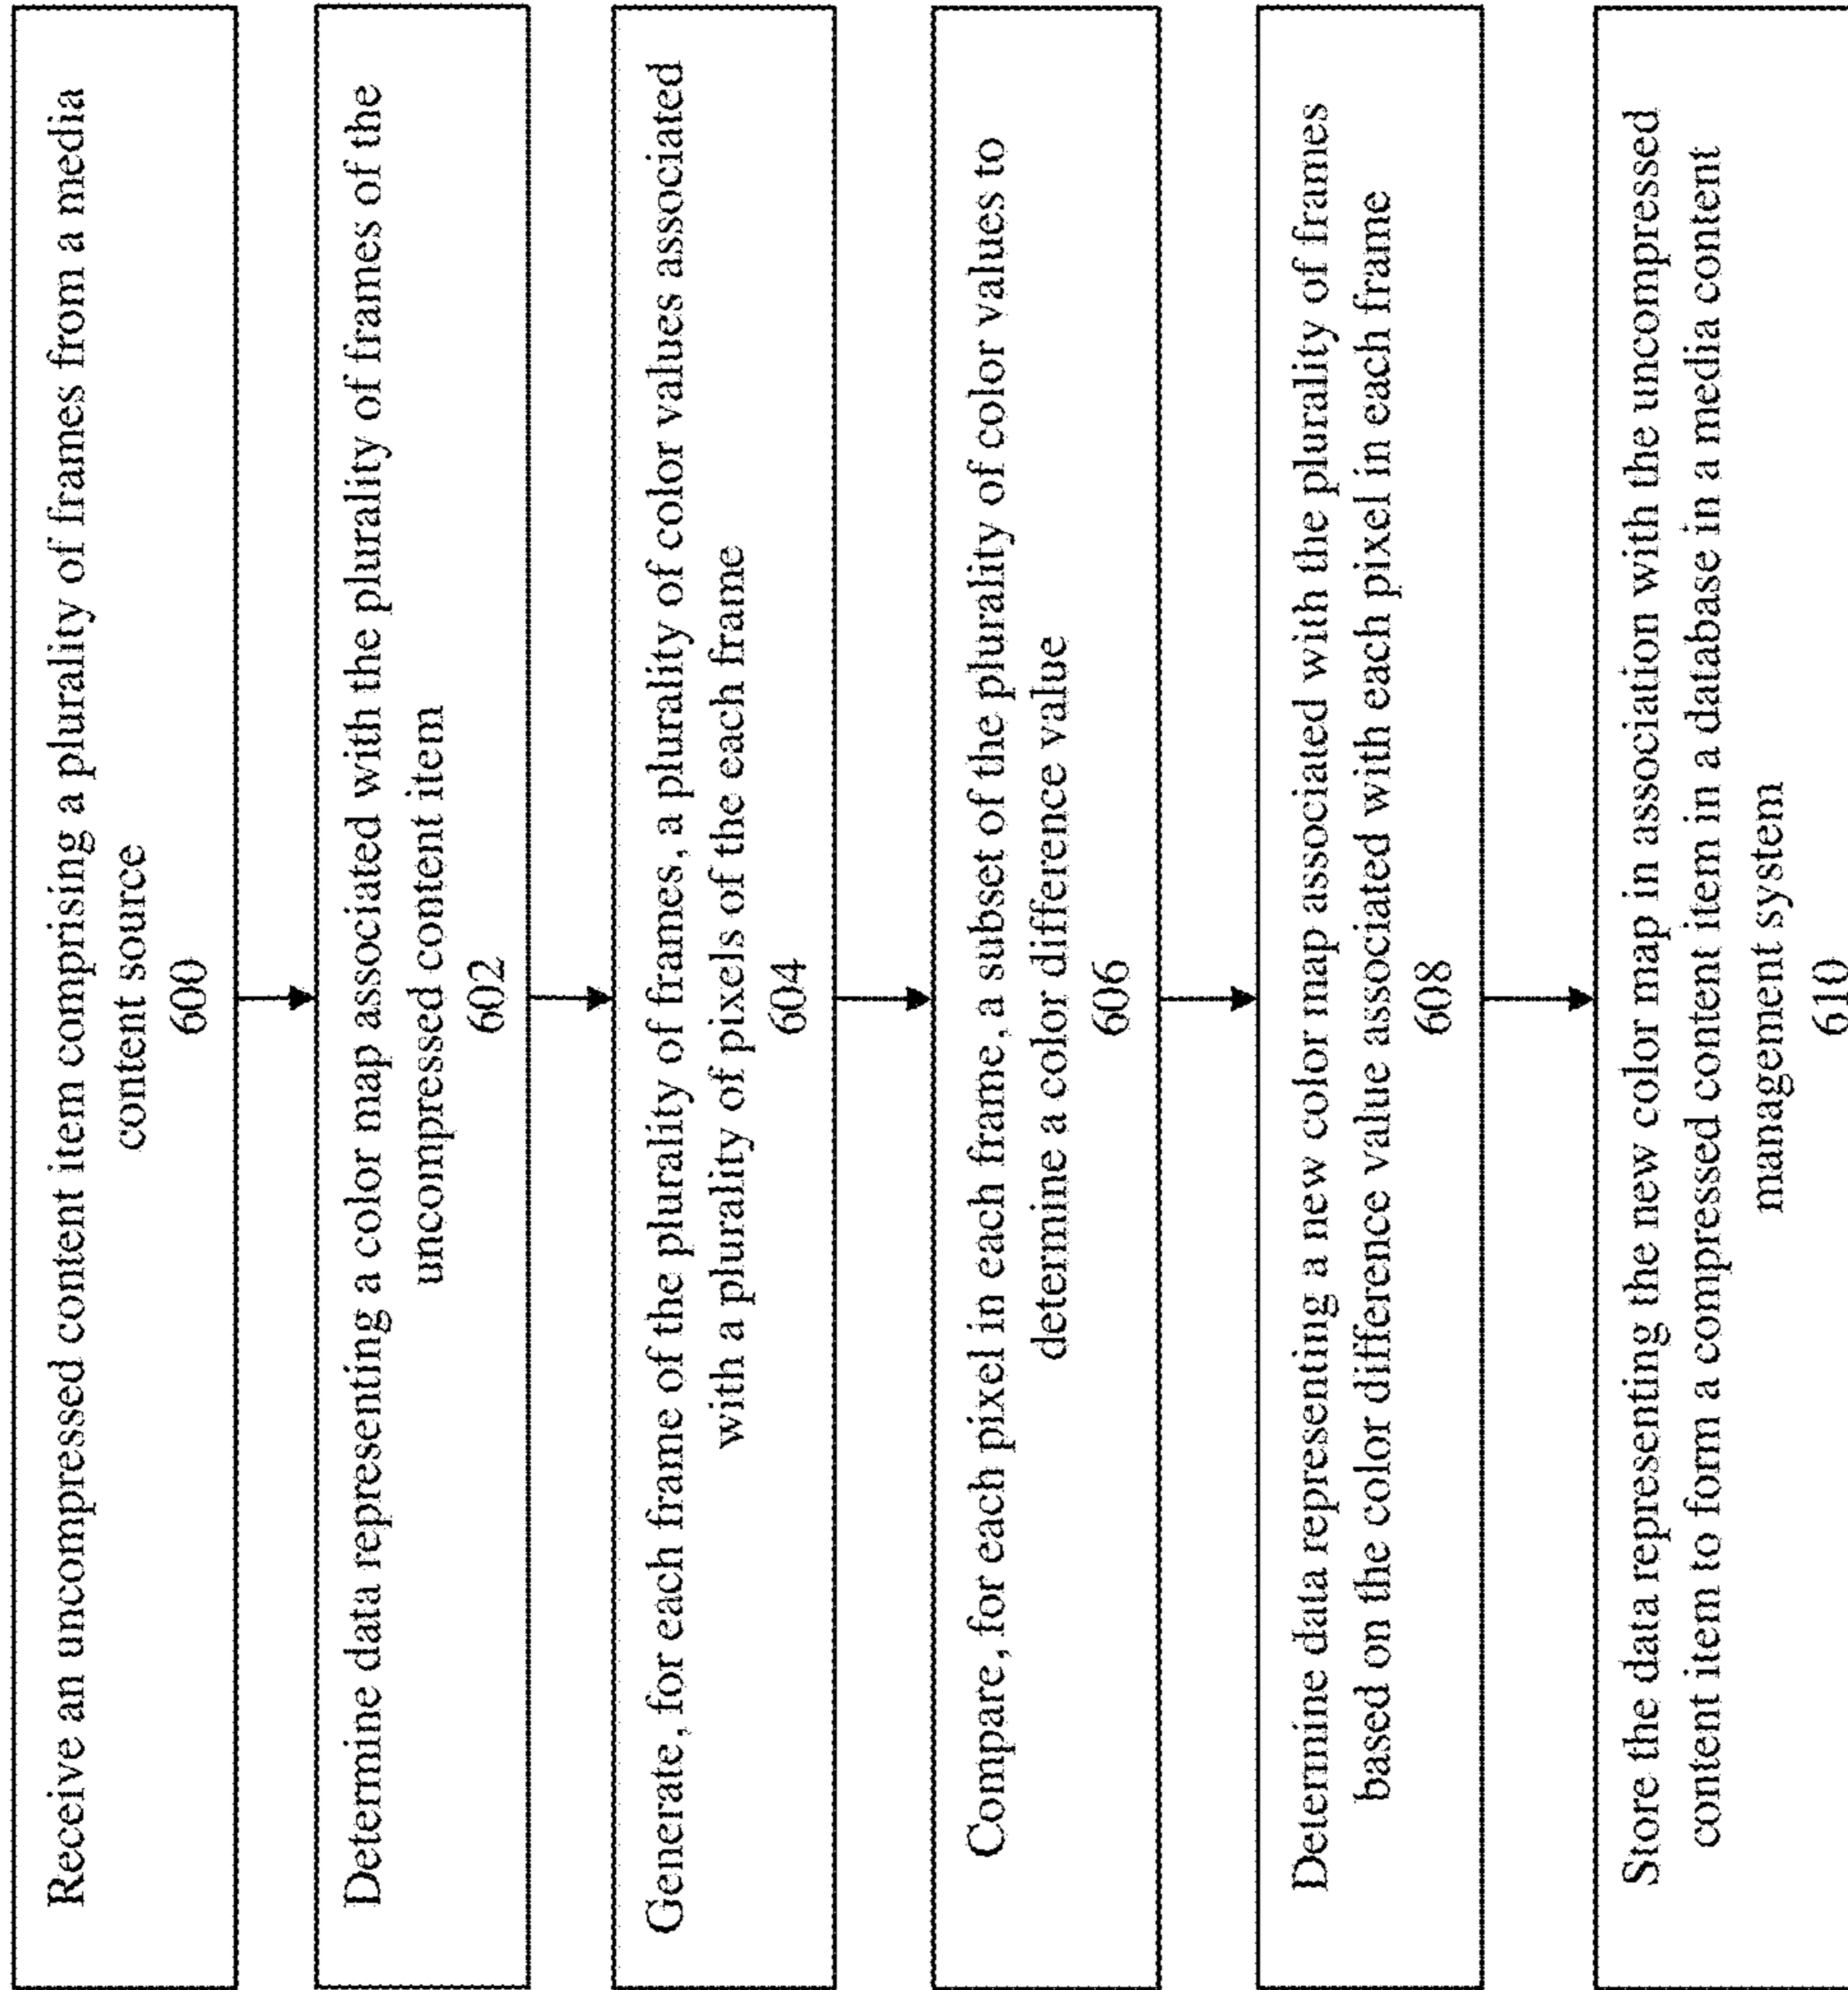 Receive an uncompressed content item comprising a plurality of frames from a media
content source
600
Determine data representing a color map associated with the plurality of frames of the
uncompressed content item
602
Generate, for each frame of the plurality of frames, a plurality of color values associated
with a plurality of pixels of the each frame
604
Compare, for each pixel in each frame, a subset of the plurality of color values to
determine a color difference value
606
Determine data representing a new color map associated with the plurality of frames
based on the color difference value associated with each pixel in each frame
608
Store the data representing the new color map in association with the uncompressed
content item to form a compressed content item in a database in a media content
management system
610